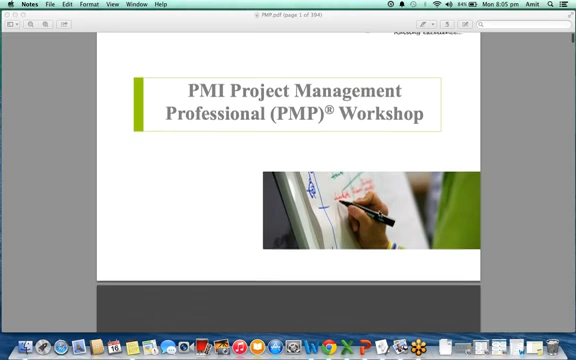 Notes File Edit Format View Window Help
84% Mon 8:05 pm Amit
PMP.pdf (page 1 of 394)
PMI Project Management
Professional (PMP)® Workshop